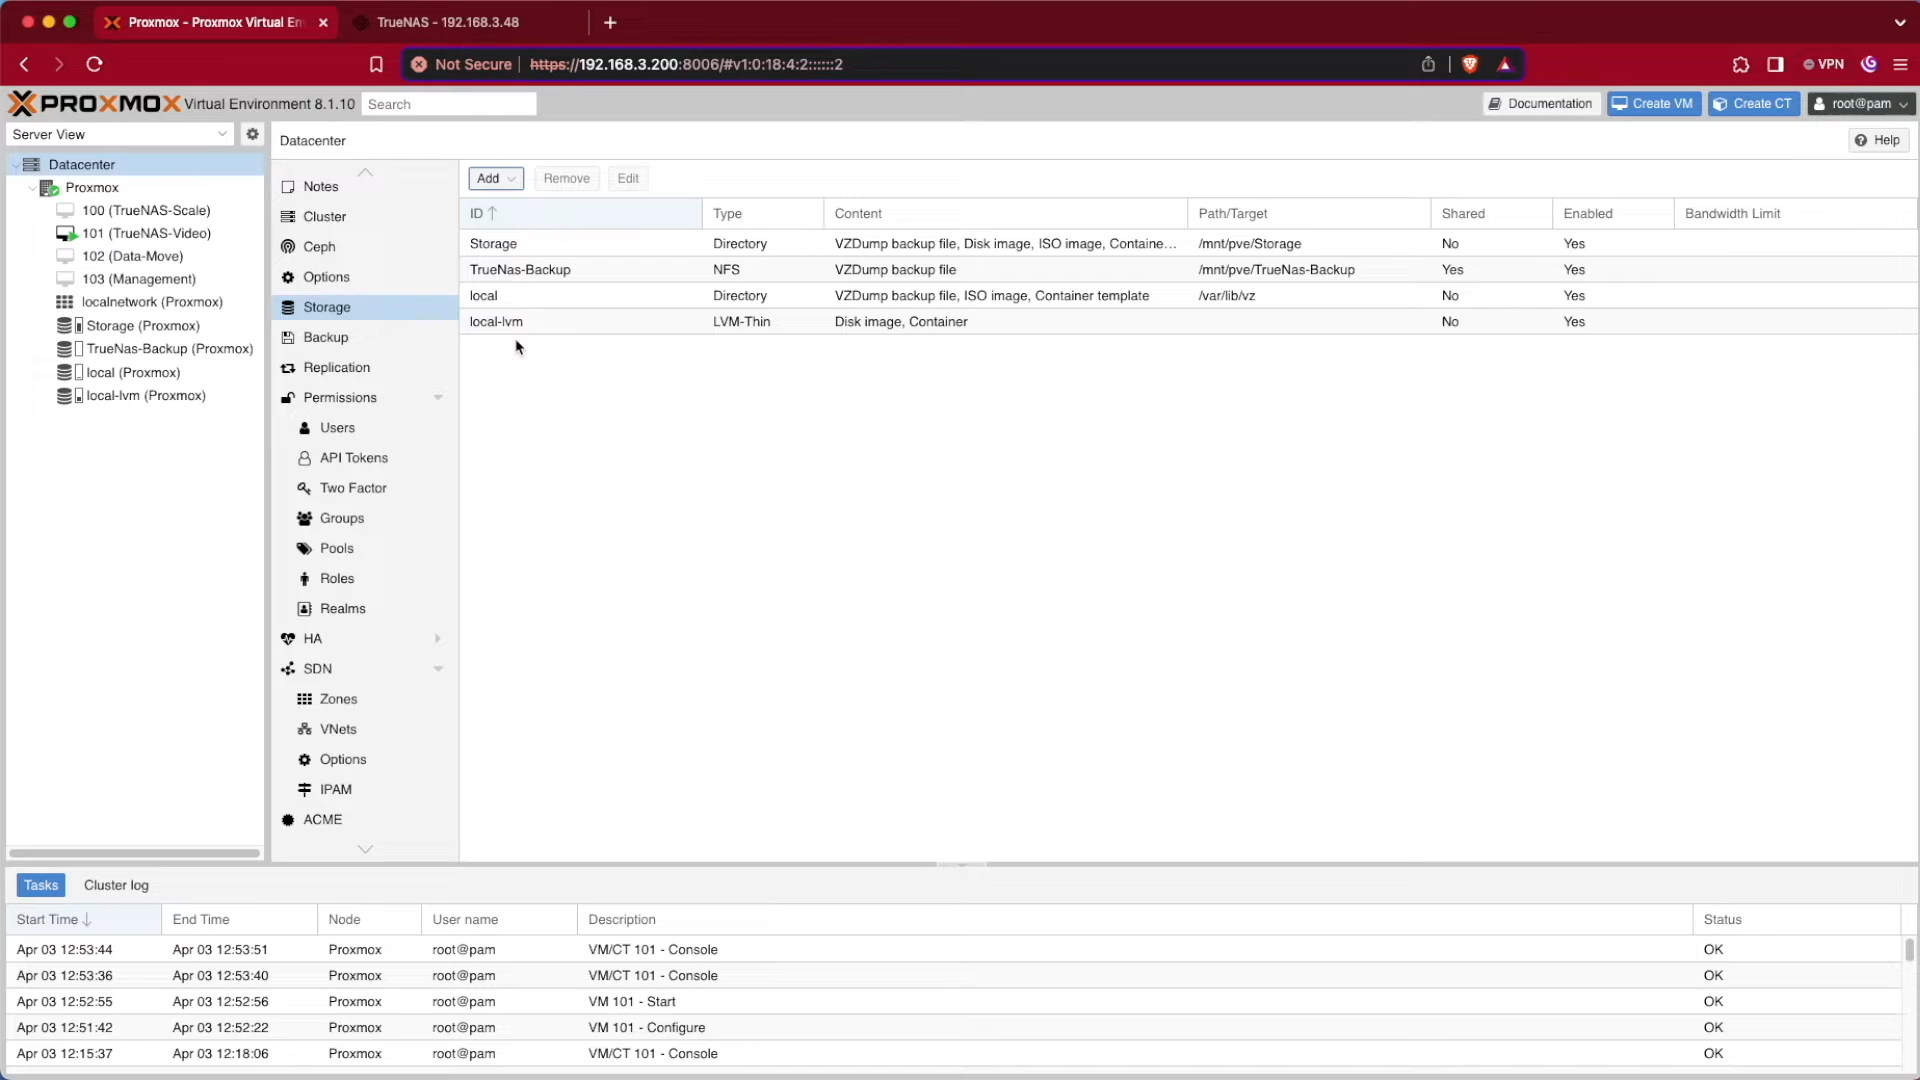 Proxmox - Proxmox Virtual En
TrueNAS - 192.168.3.48
Not Secure https://192.168.3.200:8006/#v1:0:18:4:2::::::2
VPN
PROXMOX Virtual Environment 8.1.10 Search
Documentation Create VM Create CT root@pam
Server View
Datacenter
Help
Datacenter
Proxmox
100 (TrueNAS-Scale)
101 (TrueNAS-Video)
102 (Data-Move)
103 (Management)
localnetwork (Proxmox)
Storage (Proxmox)
TrueNas-Backup (Proxmox)
local (Proxmox)
local-lvm (Proxmox)
Notes
Cluster
Ceph
Options
Storage
Backup
Replication
Permissions
Users
API Tokens
Two Factor
Groups
Pools
Roles
Realms
HA
SDN
Zones
VNets
Options
IPAM
ACME
Add Remove Edit
ID Type Content Path/Target Shared Enabled Bandwidth Limit
Storage Directory VZDump backup file, Disk image, ISO image, Containe... /mnt/pve/Storage No Yes
TrueNas-Backup NFS VZDump backup file /mnt/pve/TrueNas-Backup Yes Yes
local Directory VZDump backup file, ISO image, Container template /var/lib/vz No Yes
local-lvm LVM-Thin Disk image, Container No Yes
Tasks Cluster log
Start Time End Time Node User name Description Status
Apr 03 12:53:44 Apr 03 12:53:51 Proxmox root@pam VM/CT 101 - Console OK
Apr 03 12:53:36 Apr 03 12:53:40 Proxmox root@pam VM/CT 101 - Console OK
Apr 03 12:52:55 Apr 03 12:52:56 Proxmox root@pam VM 101 - Start OK
Apr 03 12:51:42 Apr 03 12:52:22 Proxmox root@pam VM 101 - Configure OK
Apr 03 12:15:37 Apr 03 12:18:06 Proxmox root@pam VM/CT 101 - Console OK